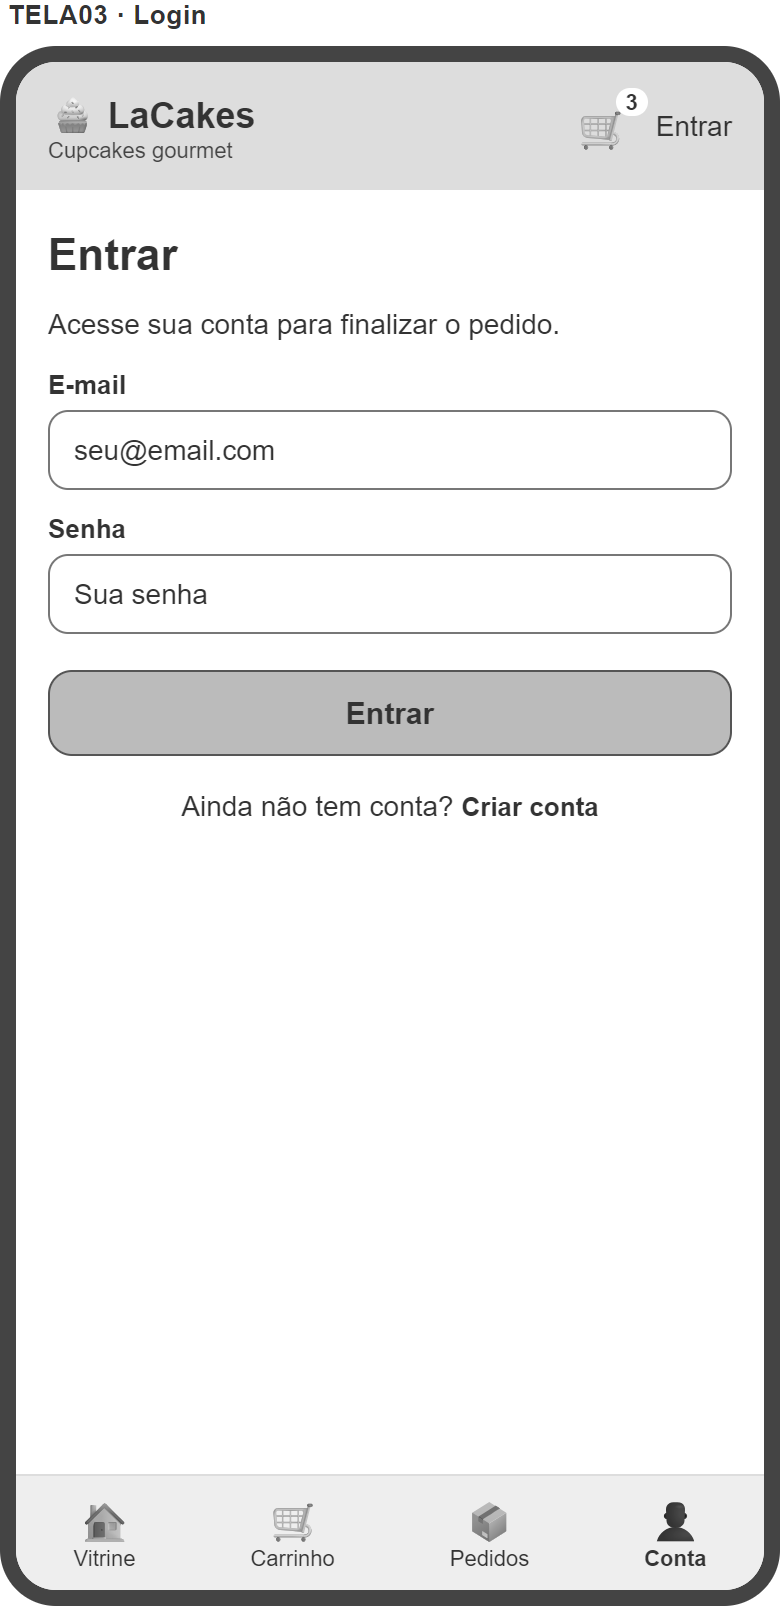 TELA03 · Login
LaCakes
Cupcakes gourmet
3
Entrar
Entrar
Acesse sua conta para finalizar o pedido.
E-mail
seu@email.com
Senha
Sua senha
Entrar
Ainda não tem conta? Criar conta
Vitrine Carrinho Pedidos Conta